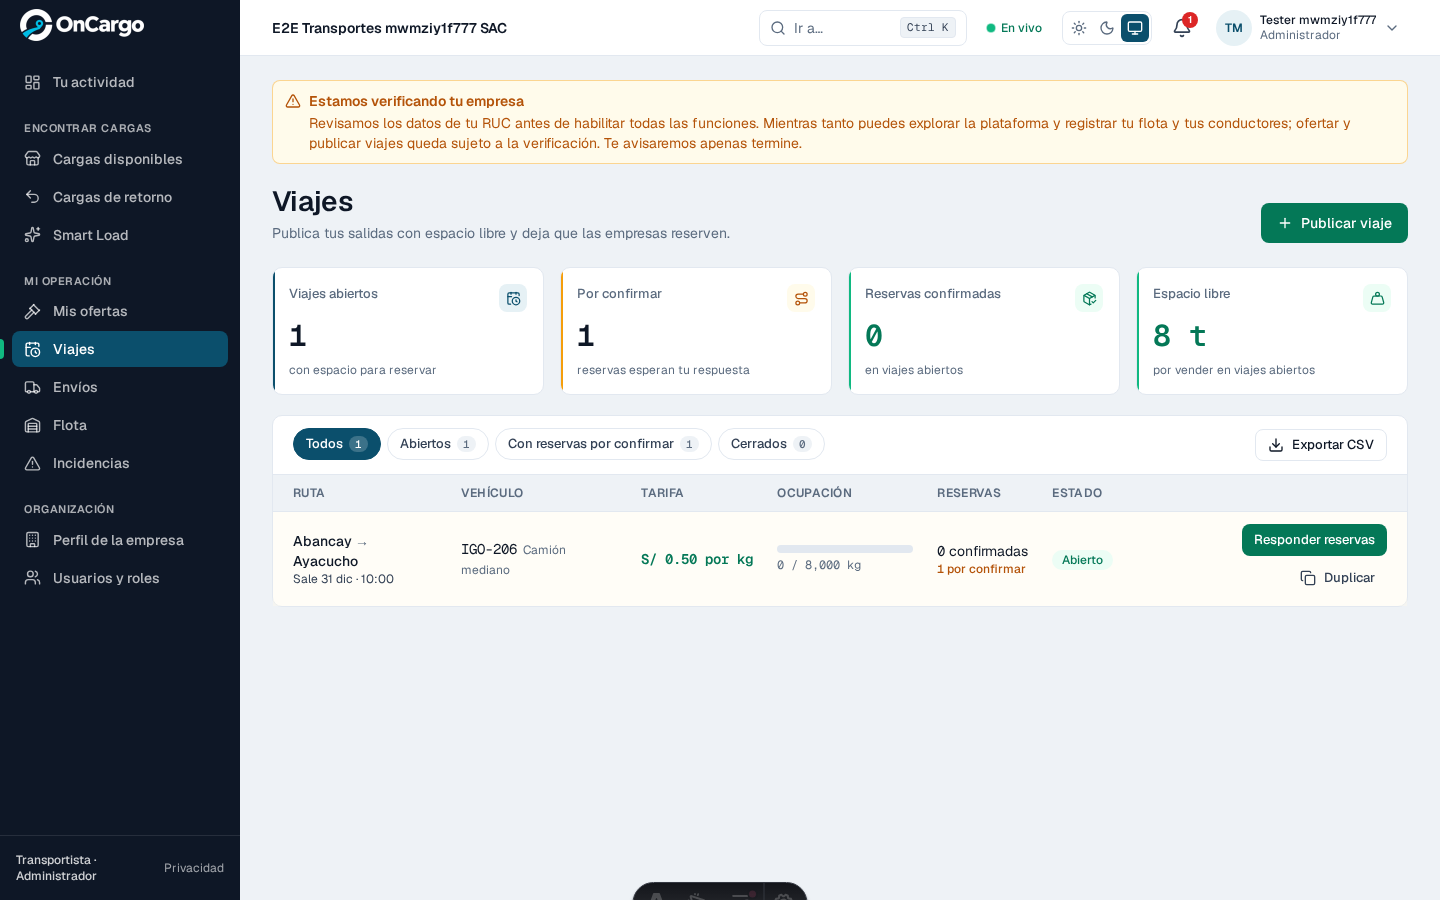 OnCargo
E2E Transportes mwmziy1f777 SAC
Ir a...
Ctrl K
En vivo
1
TM
Tester mwmziy1f777
Administrador
Tu actividad
ENCONTRAR CARGAS
Cargas disponibles
Cargas de retorno
Smart Load
MI OPERACIÓN
Mis ofertas
Viajes
Envíos
Flota
Incidencias
ORGANIZACIÓN
Perfil de la empresa
Usuarios y roles
Transportista ·
Administrador
Privacidad
Estamos verificando tu empresa
Revisamos los datos de tu RUC antes de habilitar todas las funciones. Mientras tanto puedes explorar la plataforma y registrar tu flota y tus conductores; ofertar y
publicar viajes queda sujeto a la verificación. Te avisaremos apenas termine.
Viajes
Publica tus salidas con espacio libre y deja que las empresas reserven.
+ Publicar viaje
Viajes abiertos
1
con espacio para reservar
Por confirmar
1
reservas esperan tu respuesta
Reservas confirmadas
0
en viajes abiertos
Espacio libre
8 t
por vender en viajes abiertos
Todos 1
Abiertos 1
Con reservas por confirmar 1
Cerrados 0
Exportar CSV
RUTA VEHÍCULO TARIFA OCUPACIÓN RESERVAS ESTADO
Abancay →
Ayacucho
Sale 31 dic · 10:00
IGO-206 Camión
mediano
S/ 0.50 por kg
0 / 8,000 kg
0 confirmadas
1 por confirmar
Abierto
Responder reservas
Duplicar